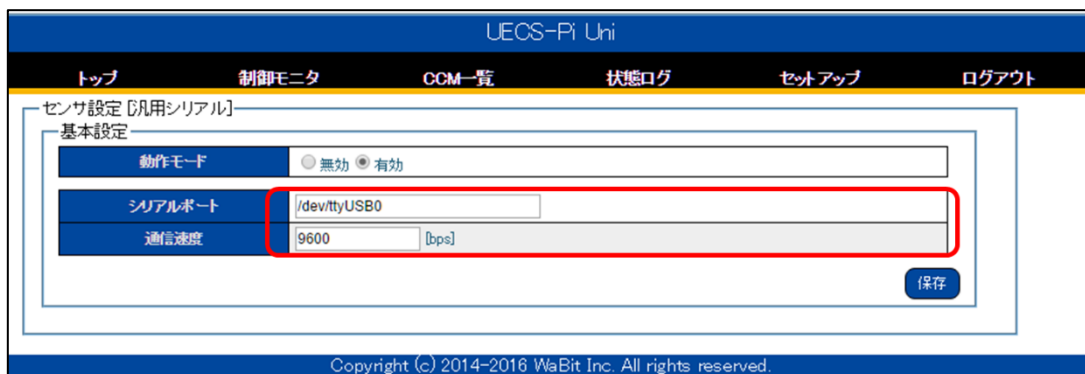 UECS-Pi Uni
トップ 制御モニタ CCM一覧 状態ログ セットアップ ログアウト
センサ設定 [汎用シリアル]
基本設定
動作モード 無効 有効
シリアルポート /dev/ttyUSB0
通信速度 9600 [bps]
保存
Copyright (c) 2014-2016 WaBit Inc. All rights reserved.